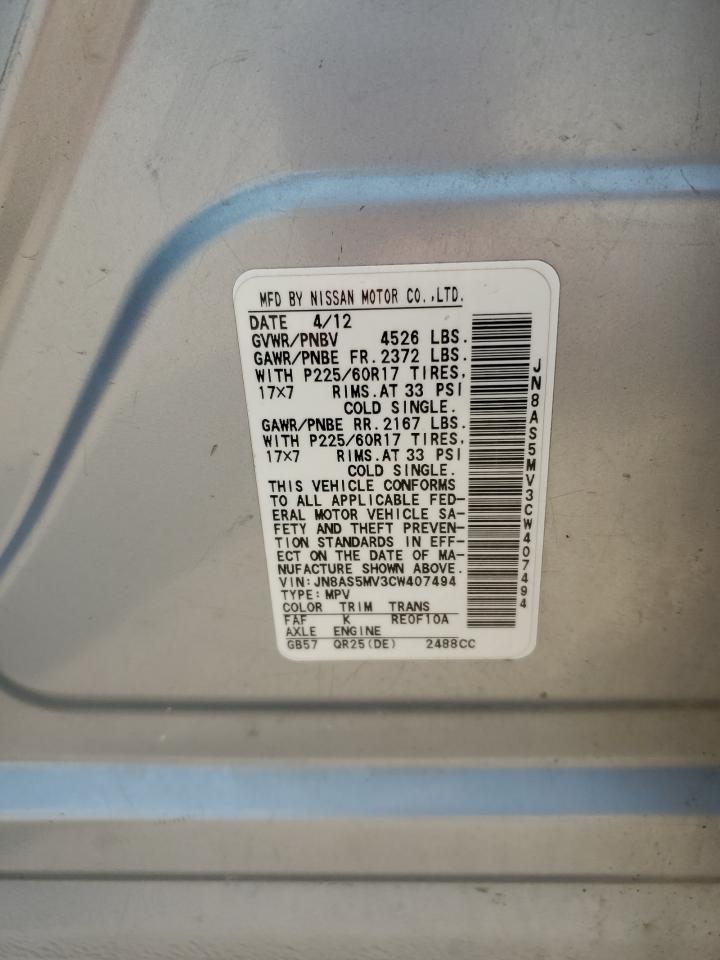 MFD BY NISSAN MOTOR CO.,LTD.
DATE 4/12
GVWR/PNBV 4526 LBS.
GAWR/PNBE FR.2372 LBS.
WITH P225/60R17 TIRES,
17×7 RIMS.AT 33 PSI
COLD SINGLE.
GAWR/PNBE RR.2167 LBS.
WITH P225/60R17 TIRES,
17×7 RIMS.AT 33 PSI
COLD SINGLE.
THIS VEHICLE CONFORMS
TO ALL APPLICABLE FED-
ERAL MOTOR VEHICLE SA-
FETY AND THEFT PREVEN-
TION STANDARDS IN EFF-
ECT ON THE DATE OF MA-
NUFACTURE SHOWN ABOVE.
VIN:JN8AS5MV3CW407494
TYPE:MPV
COLOR TRIM TRANS
FAF K RE0F10A
AXLE ENGINE
GB57 QR25(DE) 2488CC
JN8AS5MV3CW407494